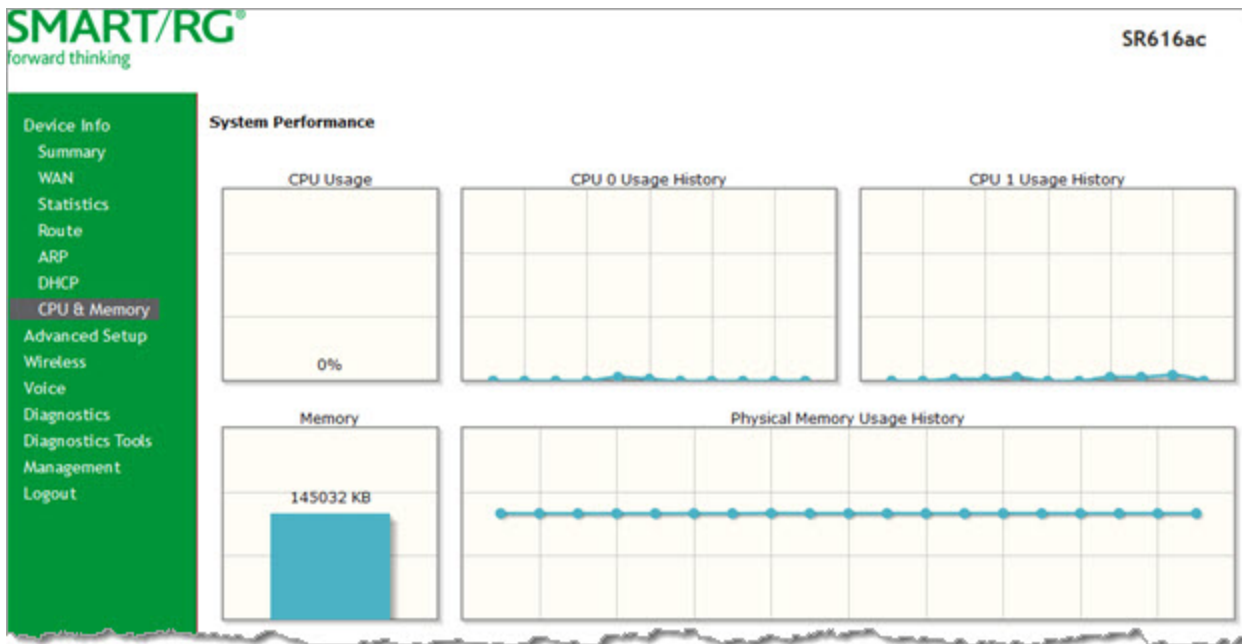 SMART/RG®
forward thinking
SR616ac
Device Info
Summary
WAN
Statistics
Route
ARP
DHCP
CPU & Memory
Advanced Setup
Wireless
Voice
Diagnostics
Diagnostics Tools
Management
Logout
System Performance
CPU Usage
0%
CPU 0 Usage History
CPU 1 Usage History
Memory
145032 KB
Physical Memory Usage History